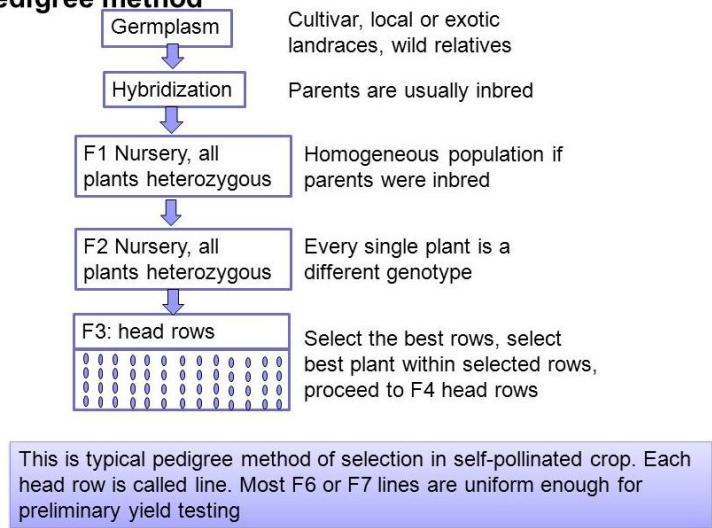 pedigree method
Germplasm
Cultivar, local or exotic
landraces, wild relatives
Hybridization
Parents are usually inbred
F1 Nursery, all
plants heterozygous
Homogeneous population if
parents were inbred
F2 Nursery, all
plants heterozygous
Every single plant is a
different genotype
F3: head rows
Select the best rows, select
best plant within selected rows,
proceed to F4 head rows
This is typical pedigree method of selection in self-pollinated crop. Each
head row is called line. Most F6 or F7 lines are uniform enough for
preliminary yield testing